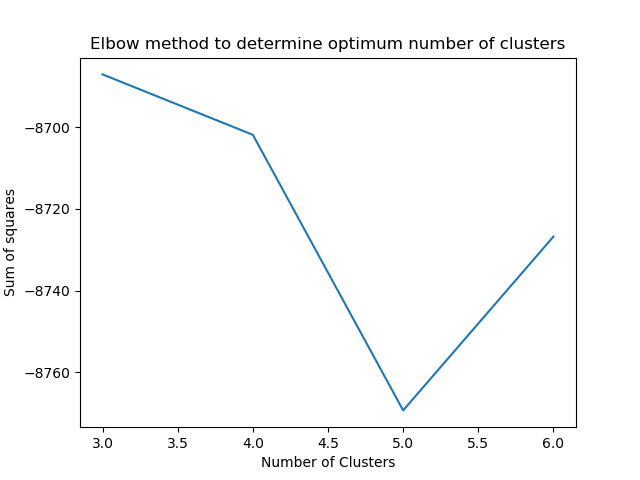 Elbow method to determine optimum number of clusters
Sum of squares
−8700
−8720
−8740
−8760
3.0 3.5 4.0 4.5 5.0 5.5 6.0
Number of Clusters